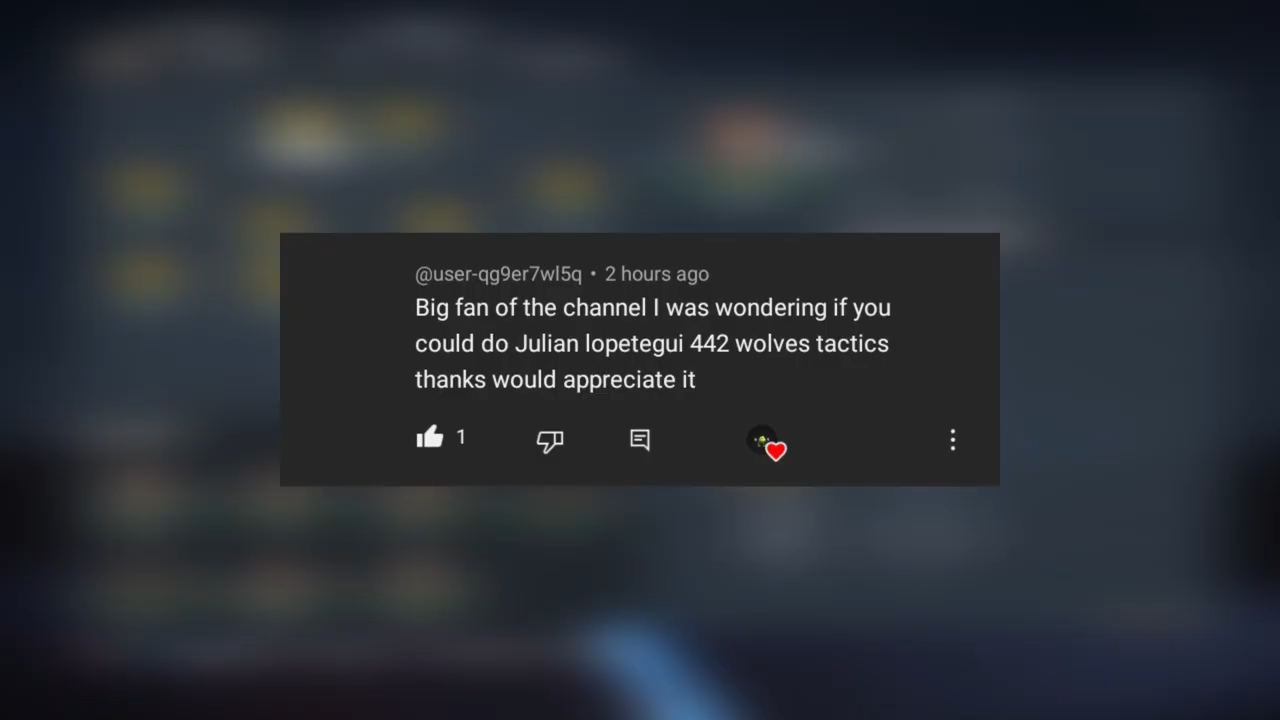 @user-qg9er7wl5q • 2 hours ago
Big fan of the channel I was wondering if you
could do Julian lopetegui 442 wolves tactics
thanks would appreciate it
1